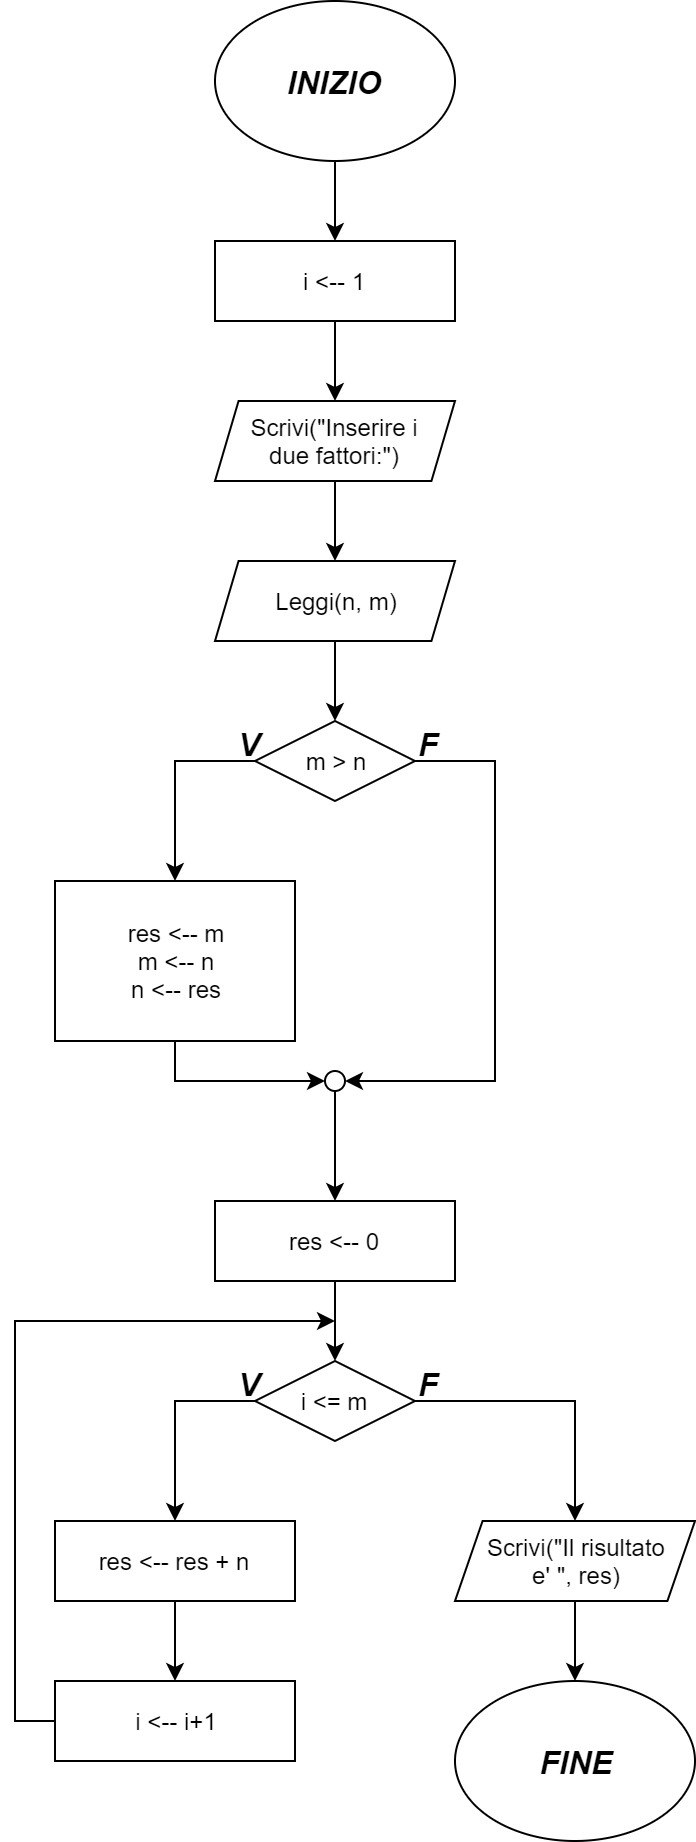 INIZIO
i <-- 1
Scrivi("Inserire i
due fattori:")
Leggi(n, m)
V
F
m > n
res <-- m
m <-- n
n <-- res
res <-- 0
V
F
i <= m
res <-- res + n
Scrivi("Il risultato
e' ", res)
i <-- i+1
FINE